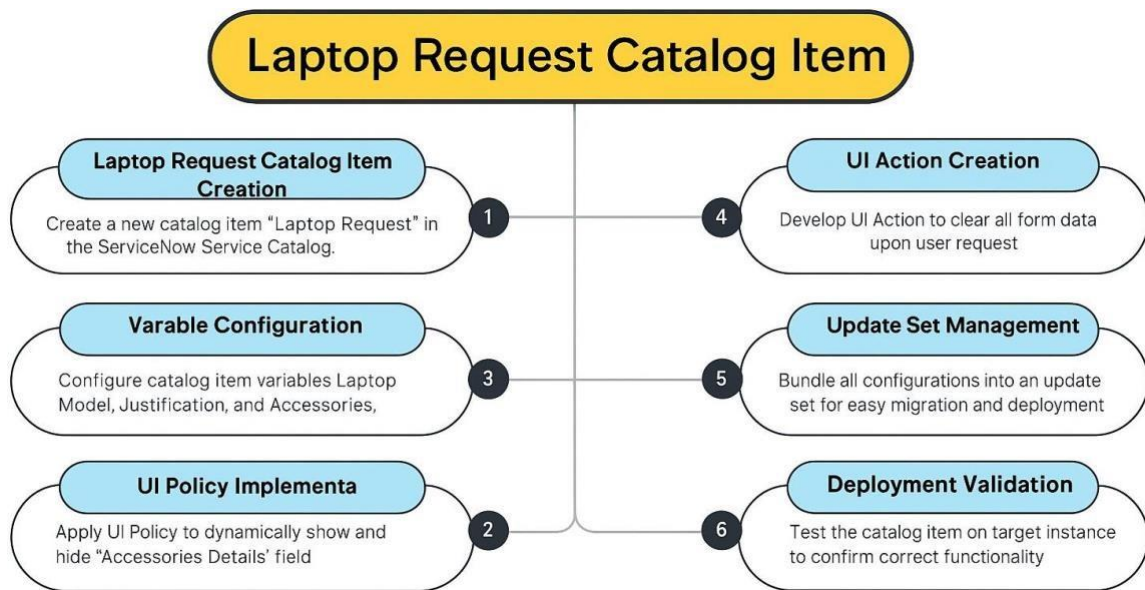 Laptop Request Catalog Item
Laptop Request Catalog Item
Creation
Create a new catalog item “Laptop Request” in
the ServiceNow Service Catalog.
1
Varable Configuration
Configure catalog item variables Laptop
Model, Justification, and Accessories,
3
UI Policy Implementa
Apply UI Policy to dynamically show and
hide “Accessories Details’ field
2
UI Action Creation
Develop UI Action to clear all form data
upon user request
4
Update Set Management
Bundle all configurations into an update
set for easy migration and deployment
5
Deployment Validation
Test the catalog item on target instance
to confirm correct functionality
6